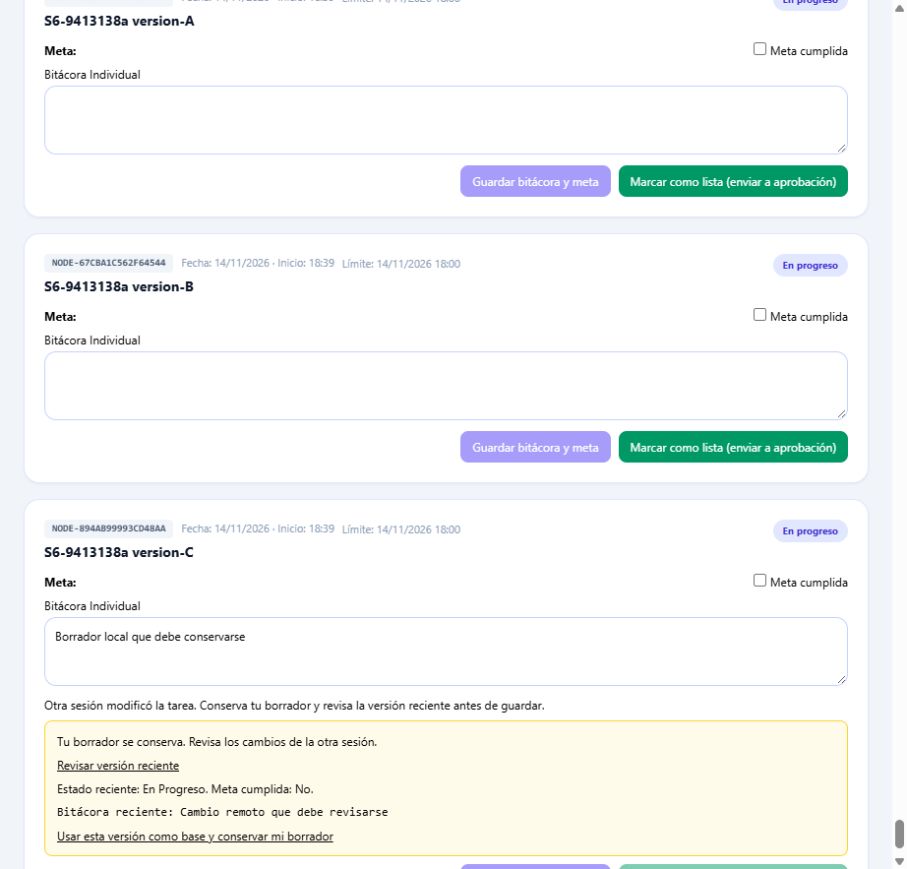 En progreso
S6-9413138a version-A
Meta:
Meta cumplida
Bitácora Individual
Guardar bitácora y meta
Marcar como lista (enviar a aprobación)
NODE-67CBA1C562F64544 Fecha: 14/11/2026 · Inicio: 18:39 Límite: 14/11/2026 18:00
En progreso
S6-9413138a version-B
Meta:
Meta cumplida
Bitácora Individual
Guardar bitácora y meta
Marcar como lista (enviar a aprobación)
NODE-894AB99993CD48AA Fecha: 14/11/2026 · Inicio: 18:39 Límite: 14/11/2026 18:00
En progreso
S6-9413138a version-C
Meta:
Meta cumplida
Bitácora Individual
Borrador local que debe conservarse
Otra sesión modificó la tarea. Conserva tu borrador y revisa la versión reciente antes de guardar.
Tu borrador se conserva. Revisa los cambios de la otra sesión.
Revisar versión reciente
Estado reciente: En Progreso. Meta cumplida: No.
Bitácora reciente: Cambio remoto que debe revisarse
Usar esta versión como base y conservar mi borrador